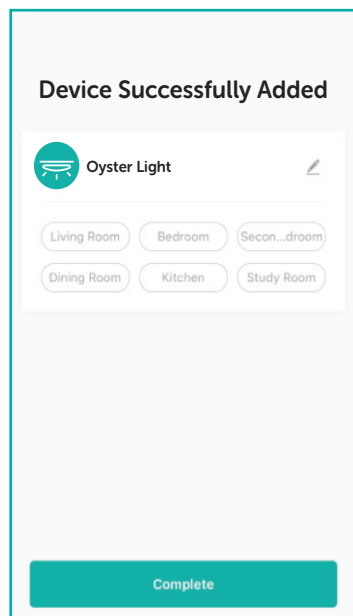 Device Successfully Added
Oyster Light
Living Room Bedroom Secon...droom
Dining Room Kitchen Study Room
Complete